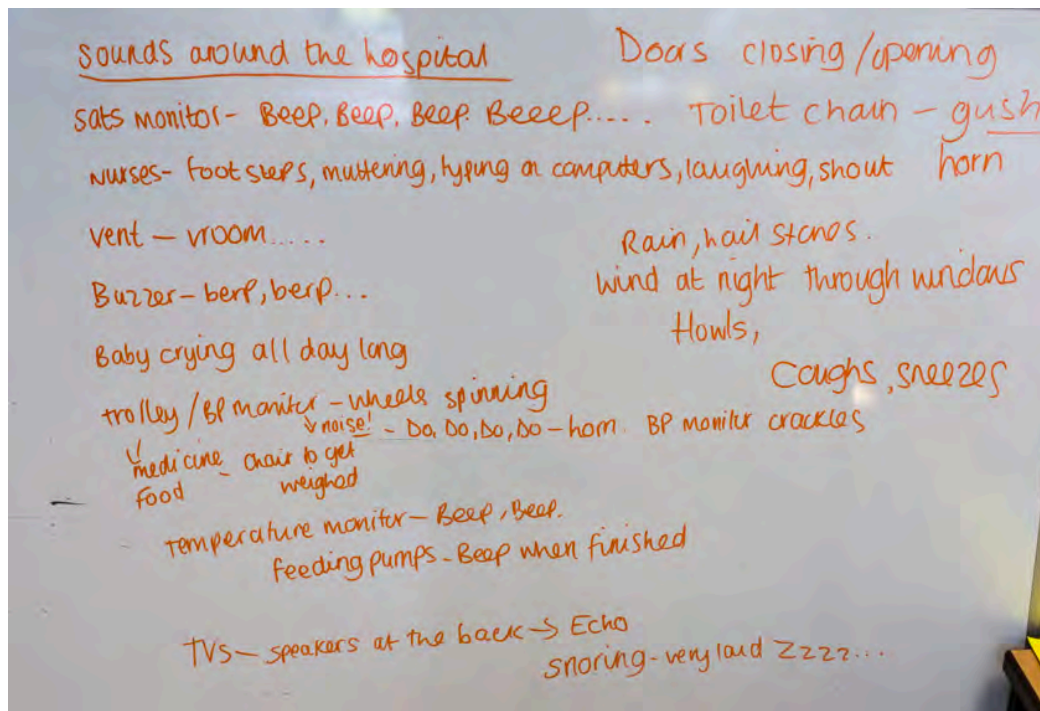 Sounds around the hospital
Doors closing/opening
Sats monitor- Beep, Beep, Beep. Beeep.....
Toilet chain - gush
Nurses- foot steps, muttering, typing on computers, laughing, shout
horn
vent - vroom.....
Rain, hail stones..
wind at night through windows
Howls,
Buzzer - berp, berp...
Baby crying all day long
Coughs, sneezes
trolley / BP monitor - wheels spinning
↓ noise! - Do, Do, Do, Do - horn. BP monitor crackles
↓ medicine - chair to get
food weighed
temperature monitor - Beep, Beep.
feeding pumps - Beep when finished
TVs - speakers at the back → Echo
snoring - very loud Zzzz...